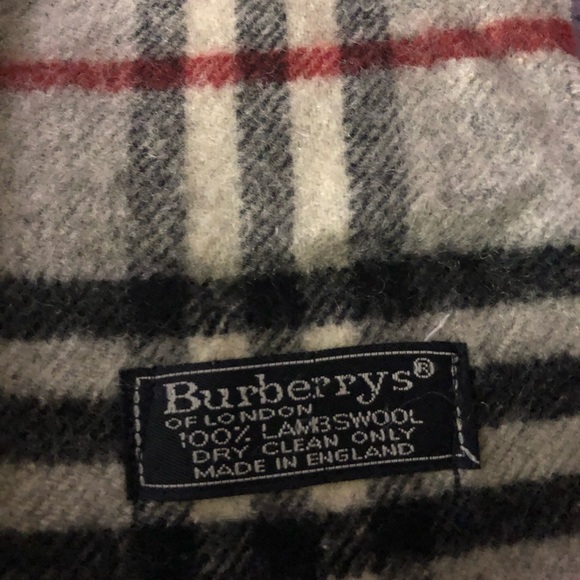 Burberrys®
OF LONDON
100% LAMBSWOOL
DRY CLEAN ONLY
MADE IN ENGLAND